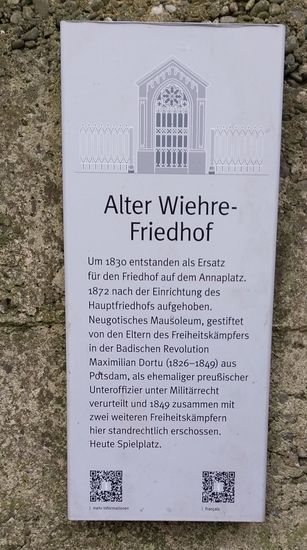 Alter Wiehre-
Friedhof
Um 1830 entstanden als Ersatz
für den Friedhof auf dem Annaplatz.
1872 nach der Einrichtung des
Hauptfriedhofs aufgehoben.
Neugotisches Mausoleum, gestiftet
von den Eltern des Freiheitskämpfers
in der Badischen Revolution
Maximilian Dortu (1826–1849) aus
Potsdam, als ehemaliger preußischer
Unteroffizier unter Militärrecht
verurteilt und 1849 zusammen mit
zwei weiteren Freiheitskämpfern
hier standrechtlich erschossen.
Heute Spielplatz.
| mehr Informationen
| français